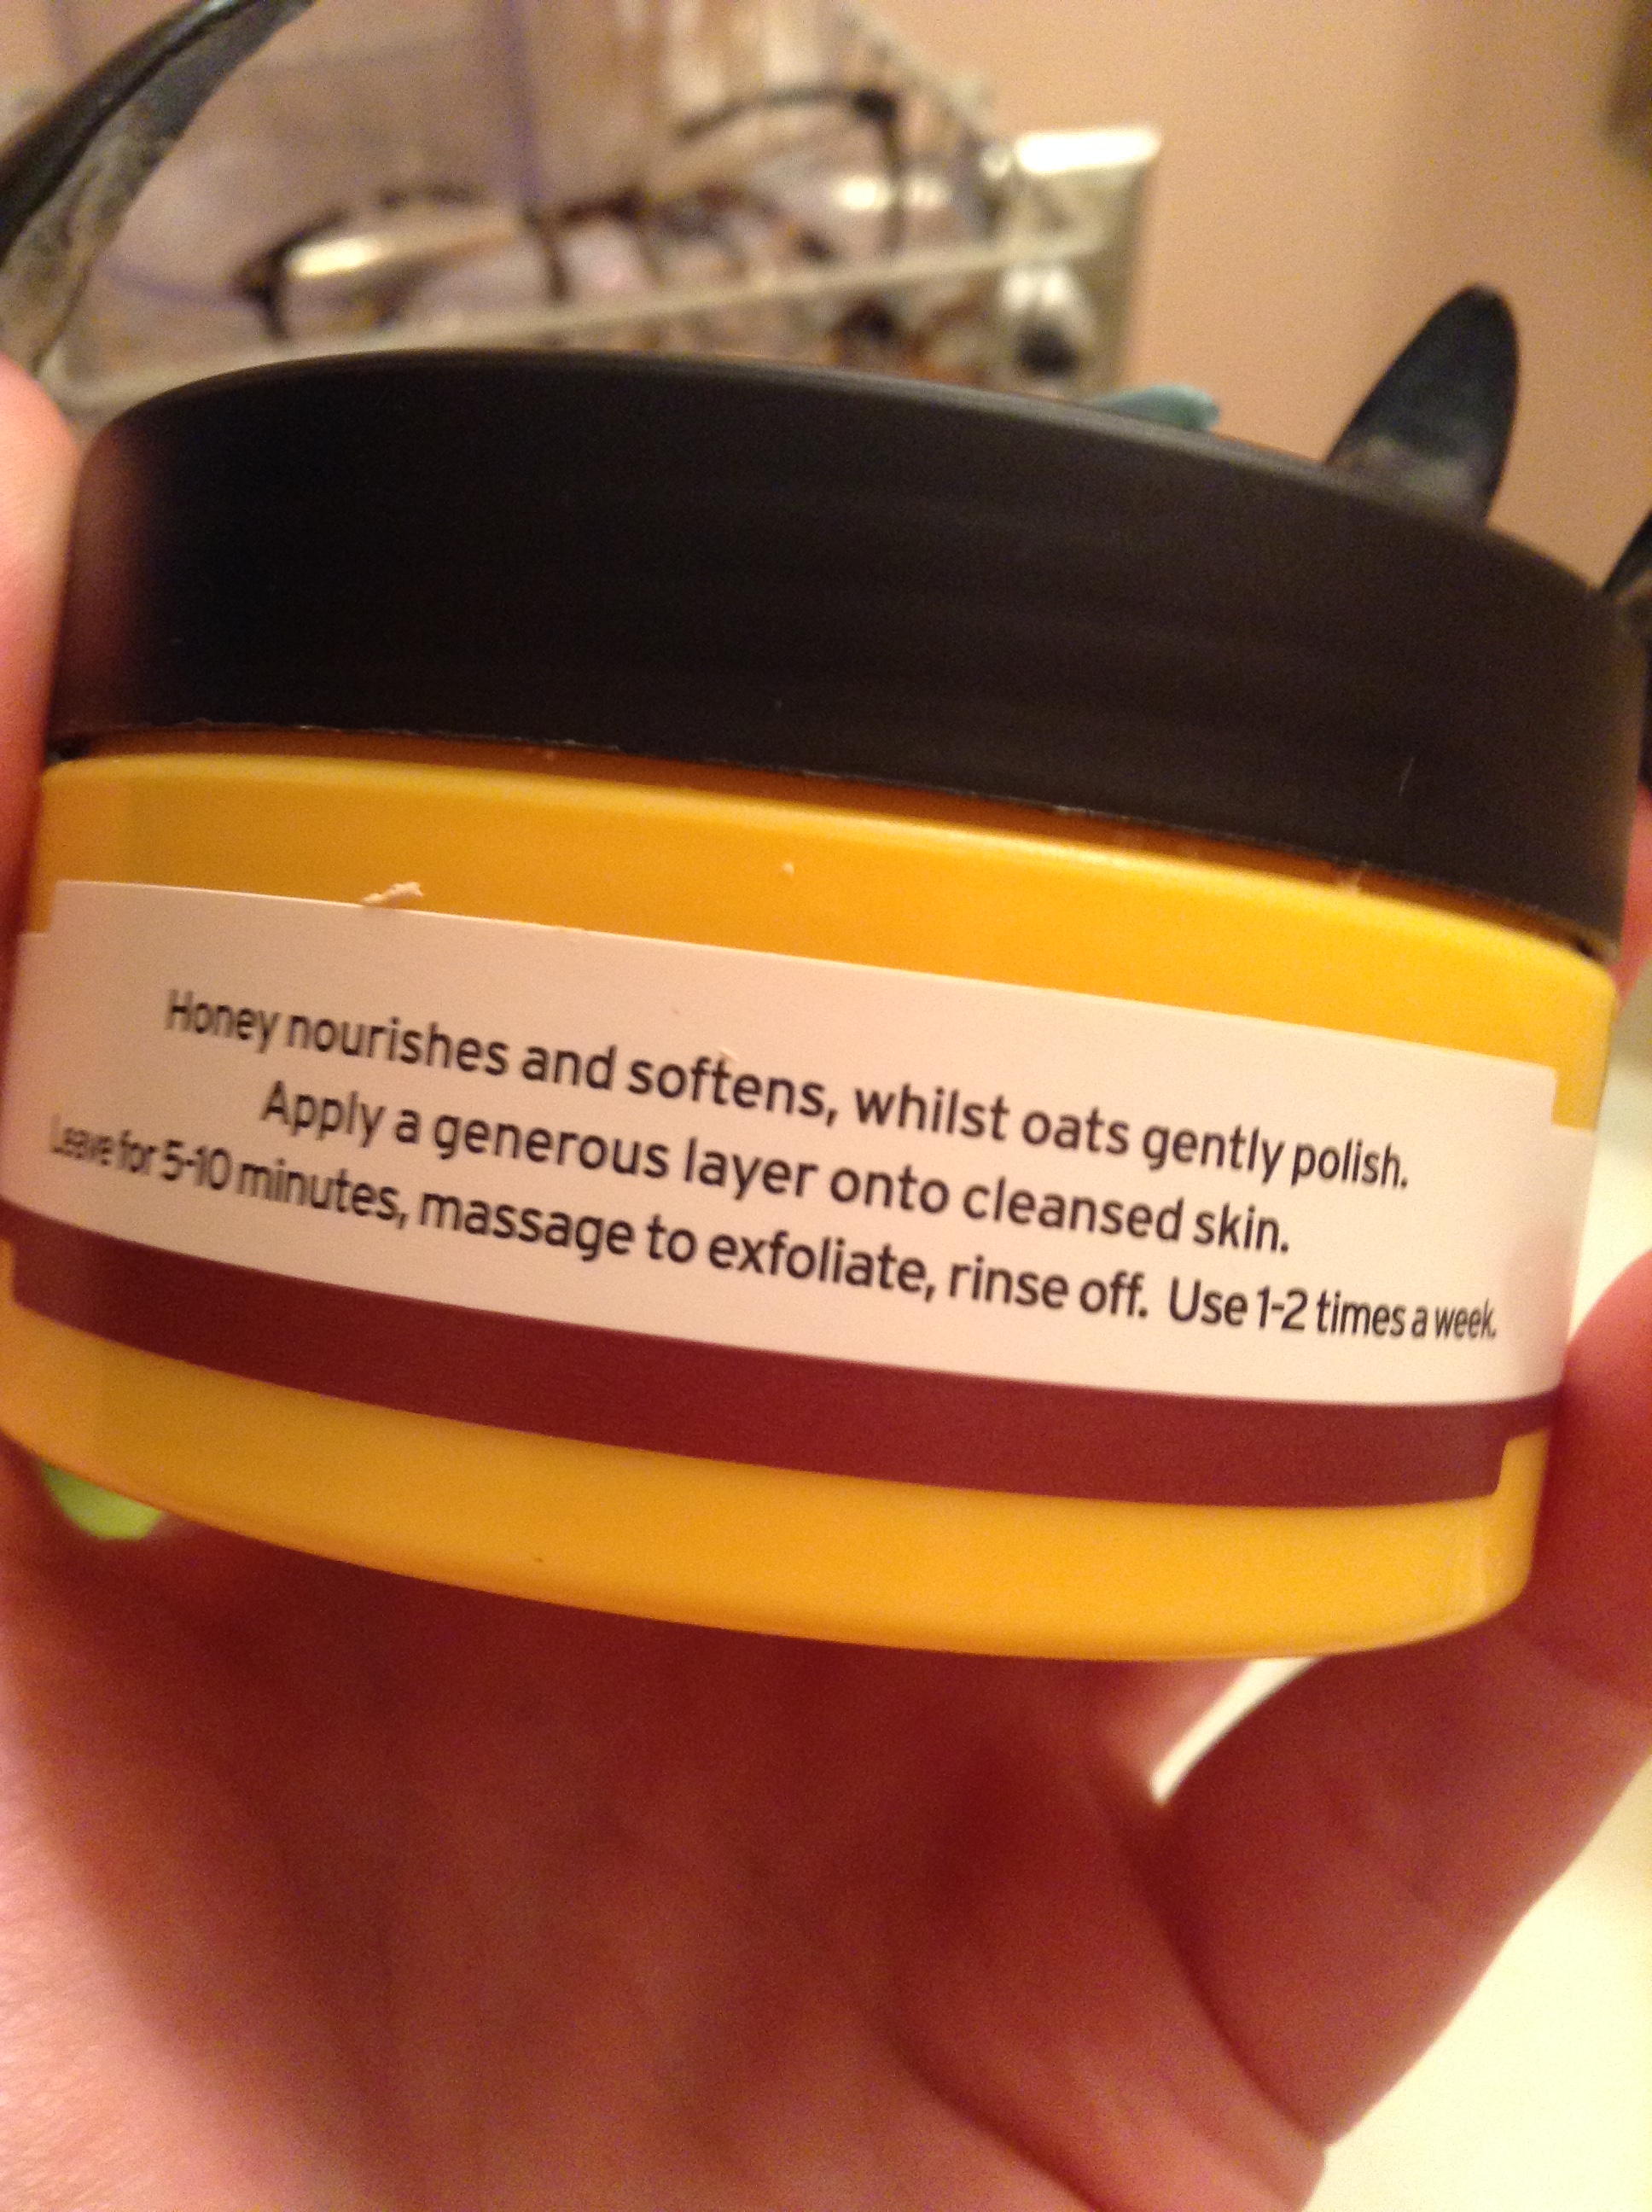 Honey nourishes and softens, whilst oats gently polish.
Apply a generous layer onto cleansed skin.
Leave for 5-10 minutes, massage to exfoliate, rinse off. Use 1-2 times a week.